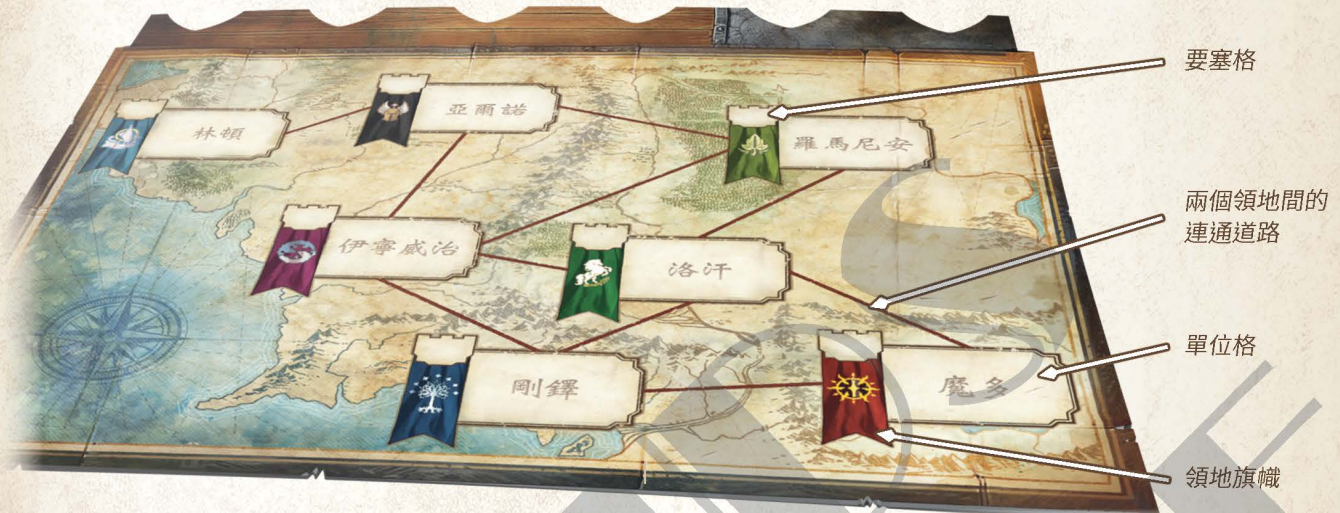 要塞格
亞爾諾
林頓
羅馬尼安
兩個領地間的
連通道路
伊寧威治
洛汗
單位格
魔多
剛鐸
領地旗幟